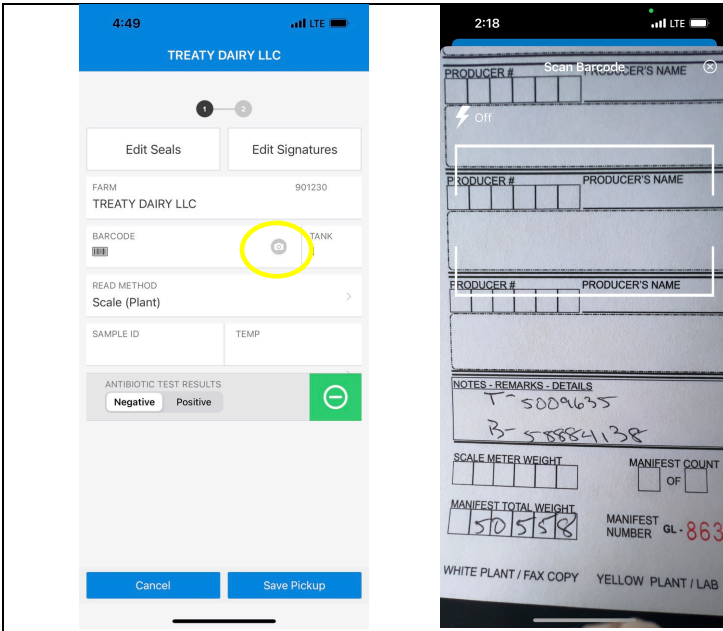 4:49
LTE
TREATY DAIRY LLC
1
2
Edit Seals
Edit Signatures
FARM
901230
TREATY DAIRY LLC
BARCODE
TANK
READ METHOD
Scale (Plant)
SAMPLE ID
TEMP
ANTIBIOTIC TEST RESULTS
Negative
Positive
Cancel
Save Pickup
2:18
LTE
Scan Barcode
PRODUCER #
PRODUCER'S NAME
Off
PRODUCER #
PRODUCER'S NAME
PRODUCER #
PRODUCER'S NAME
NOTES - REMARKS - DETAILS
T- 5009635
B- 58884138
SCALE METER WEIGHT
MANIFEST COUNT
OF
MANIFEST TOTAL WEIGHT
50558
MANIFEST
NUMBER GL - 863
WHITE PLANT / FAX COPY
YELLOW PLANT / LAB